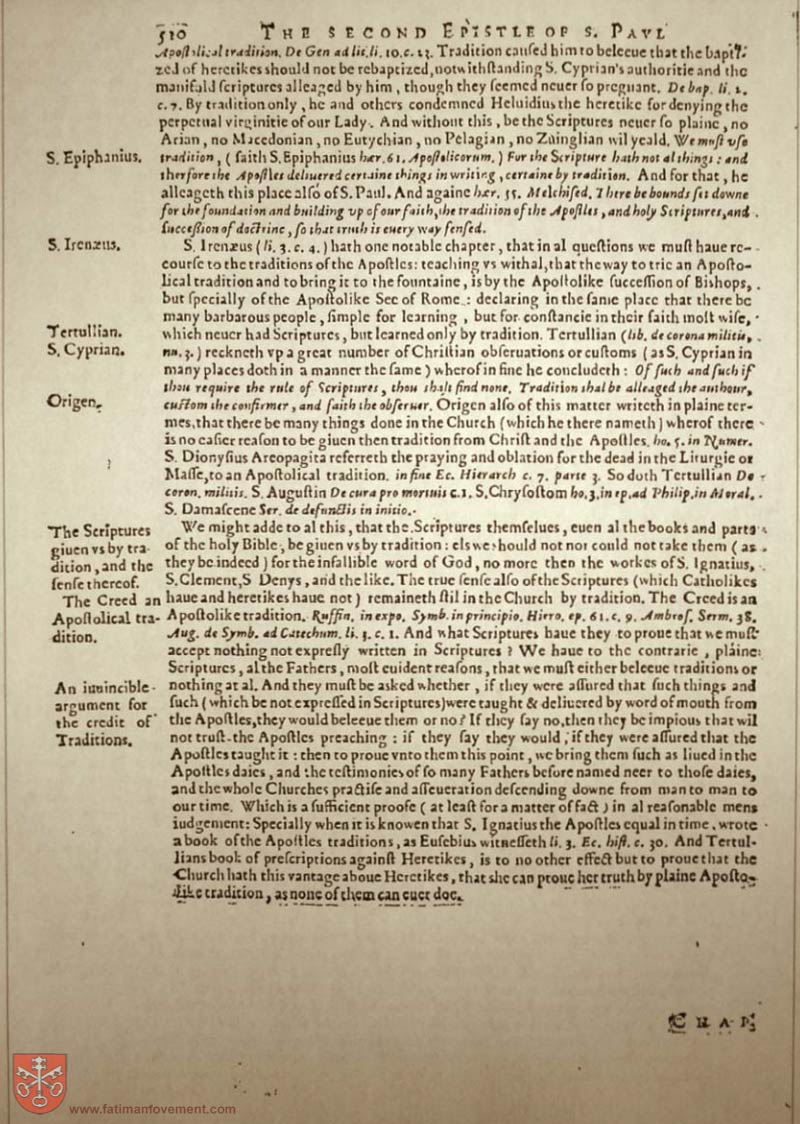 510 THE SECOND EPISTLE OF S. PAVL
Apostolical tradition. De Gen ad lit. li. 10. c. 23. Tradition caused him to beleeue that the bapti-
zed of heretikes should not be rebaptized, notwithstanding S. Cyprian's authoritie and the
manifold scriptures alleaged by him, though they seemed neuer so pregnant. De bap. li. 2.
c. 7. By tradition only, he and others condemned Heluidius the heretike for denying the
perpetual virginitie of our Lady. And without this, be the Scriptures neuer so plaine, no
Arian, no Macedonian, no Eutychian, no Pelagian, no Zuinglian wil yeald. We must vse
S. Epiphanius.
tradition, ( saith S. Epiphanius hær. 61. Apostolicorum. ) For the Scripture hath not al things : and
therfore the Apostles deliuered certaine things in writing, certaine by tradition. And for that, he
alleageth this place also of S. Paul. And againe hær. 55. Melchised. There be bounds set downe
for the foundation and building vp of our faith, the tradition of the Apostles, and holy Scriptures, and
succession of doctrine, so that truth is euery way fensed.
S. Irenæus.
S. Irenæus ( li. 3. c. 4. ) hath one notable chapter, that in al questions we must haue re-
course to the traditions of the Apostles: teaching vs withal, that the way to trie an Aposto-
lical tradition and to bring it to the fountaine, is by the Apostolike succession of Bishops,
but specially of the Apostolike See of Rome : declaring in the same place that there be
many barbarous people, simple for learning, but for constancie in their faith most wise,
Tertullian.
which neuer had Scriptures, but learned only by tradition. Tertullian ( lib. de corona militis,
S. Cyprian.
nu. 3. ) reckneth vp a great number of Christian obseruations or customs ( as S. Cyprian in
many places doth in a manner the same ) wherof in fine he concludeth : Of such and such if
thou require the rule of Scriptures, thou shalt find none. Tradition shal be alleaged the authour,
Origen.
custom the confirmer, and faith the obseruer. Origen also of this matter writeth in plaine ter-
mes, that there be many things done in the Church (which he there nameth) wherof there
is no easier reason to be giuen then tradition from Christ and the Apostles. ho. 5. in Numer.
S. Dionysius Areopagita referreth the praying and oblation for the dead in the Liturgie or
Masse, to an Apostolical tradition. in fine Ec. Hierarch c. 7. parte 3. So doth Tertullian De
coron. militis. S. Augustin De cura pro mortuis c.1. S. Chrysostom ho. 3. in ep. ad Philip. in Moral.
S. Damascene Ser. de defunctis in initio.
The Scriptures
giuen vs by tra-
dition, and the
sense thereof.
We might adde to al this, that the Scriptures themselues, euen al the books and parts
of the holy Bible, be giuen vs by tradition : els we should not nor could not take them ( as
they be indeed ) for the infallible word of God, no more then the workes of S. Ignatius,
S. Clement, S Denys, and the like. The true sense also of the Scriptures (which Catholikes
The Creed an
Apostolical tra-
dition.
haue and heretikes haue not ) remaineth stil in the Church by tradition. The Creed is an
Apostolike tradition. Ruffin. in expo. Symb. in principio. Hiero. ep. 61. c. 9. Ambros. Serm. 38.
Aug. de Symb. ad Catechum. li. 3. c. 1. And what Scriptures haue they to proue that we must
accept nothing not expresly written in Scriptures ? We haue to the contrarie, plaine
Scriptures, al the Fathers, most euident reasons, that we must either beleeue traditions or
An inuincible
argument for
the credit of
Traditions.
nothing at al. And they must be asked whether, if they were assured that such things and
such ( which be not expressed in Scriptures) were taught & deliuered by word of mouth from
the Apostles, they would beleeue them or no? If they say no, then they be impious that wil
not trust the Apostles preaching : if they say they would, if they were assured that the
Apostles taught it : then to proue vnto them this point, we bring them such as liued in the
Apostles daies, and the testimonies of so many Fathers before named neer to those daies,
and the whole Churches practise and asseueration descending downe from man to man to
our time. Which is a sufficient proofe ( at least for a matter of fact ) in al reasonable mens
iudgement: Specially when it is knowen that S. Ignatius the Apostles equal in time, wrote
a book of the Apostles traditions, as Eusebius witnesseth li. 3. Ec. hist. c. 30. And Tertul-
lians book of prescriptions against Heretikes, is to no other effect but to proue that the
Church hath this vantage aboue Heretikes, that she can proue her truth by plaine Aposto-
like tradition, as none of them can euer doe.
CHAP.
www.fatimamovement.com